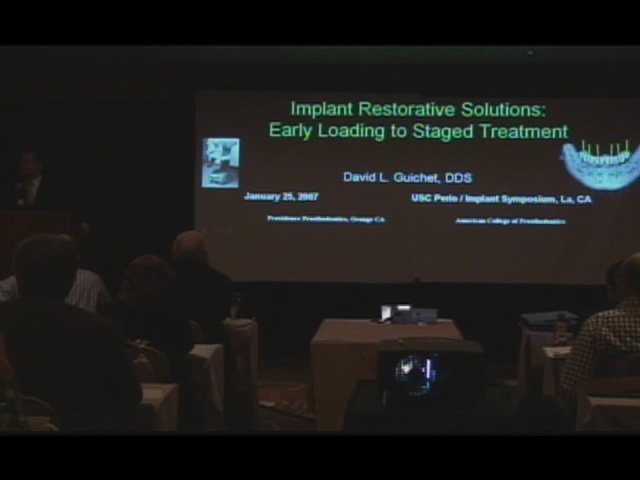 Implant Restorative Solutions:
Early Loading to Staged Treatment
David L. Guichet, DDS
January 25, 2007
USC Perio / Implant Symposium, La, CA
Providence Prosthodontics, Orange CA
American College of Prosthodontics